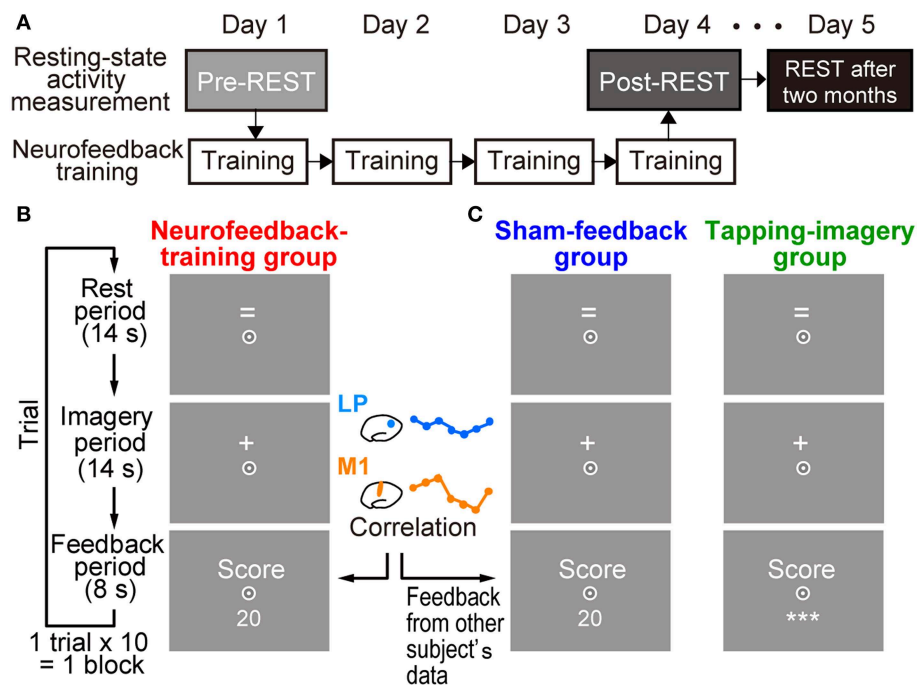 A
Day 1 Day 2 Day 3 Day 4 • • • Day 5
Resting-state
activity
measurement
Pre-REST
Post-REST
REST after
two months
Neurofeedback
training
Training
Training
Training
Training
B
Neurofeedback-
training group
Trial
Rest
period
(14 s)
=
Imagery
period
(14 s)
+
Feedback
period
(8 s)
Score
20
1 trial x 10
= 1 block
LP
M1
Correlation
Feedback
from other
subject's
data
C
Sham-feedback
group
=
+
Score
20
Tapping-imagery
group
=
+
Score
***